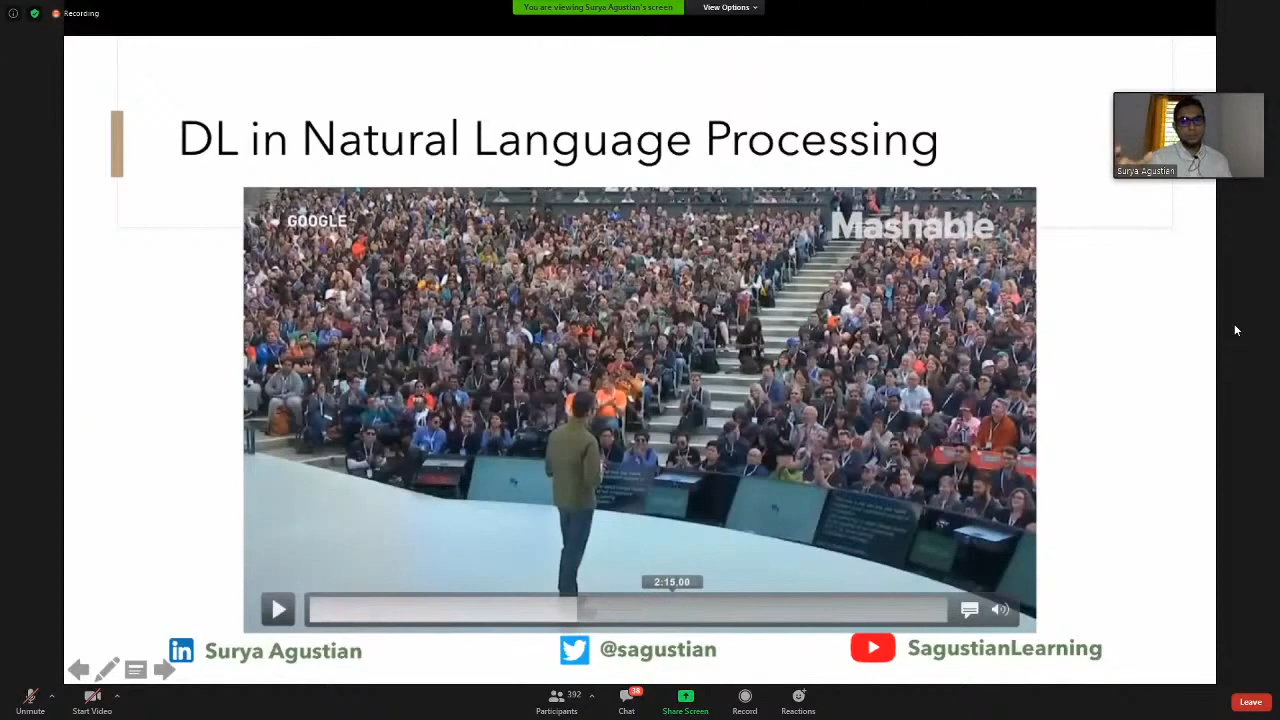 Recording
You are viewing Surya Agustian's screen
View Options
DL in Natural Language Processing
Surya Agustian
GOOGLE
Mashable
2:15,00
Surya Agustian
@sagustian
SagustianLearning
Unmute
Start Video
392
Participants
38
Chat
Share Screen
Record
Reactions
Leave